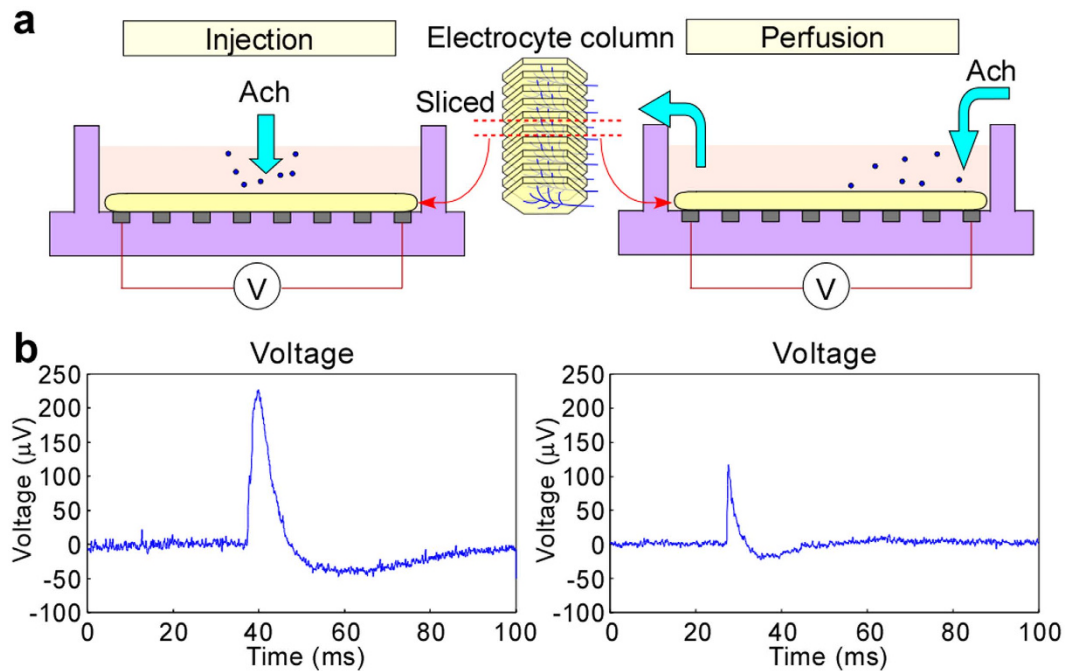 a
Injection
Electrocyte column
Perfusion
Ach
Sliced
Ach
V
V
b
Voltage
Voltage (μV)
250
200
150
100
50
0
-50
-100
0 20 40 60 80 100
Time (ms)
Voltage
Voltage (μV)
250
200
150
100
50
0
-50
-100
0 20 40 60 80 100
Time (ms)